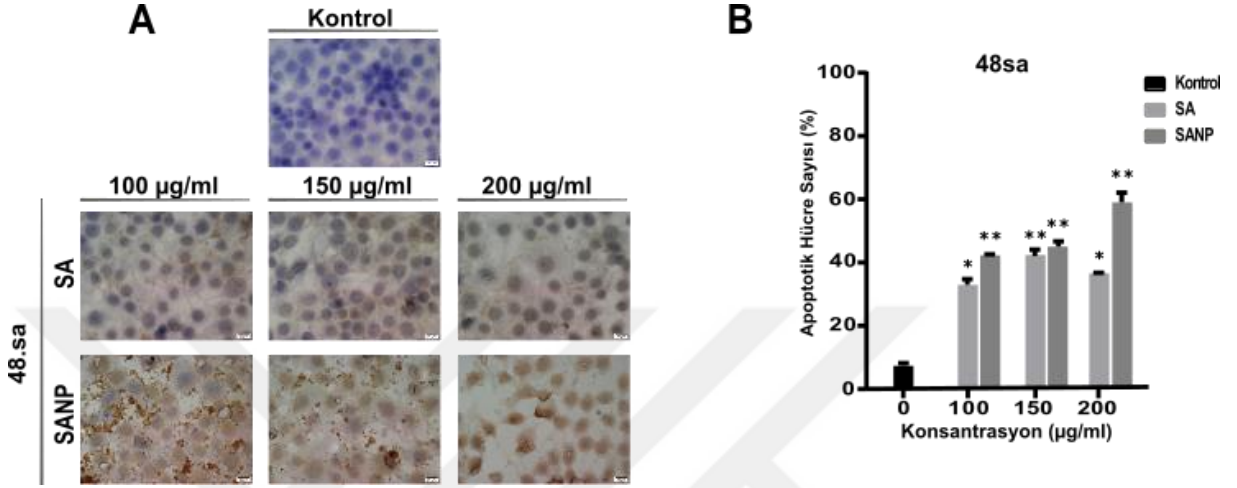 A
Kontrol
100 µg/ml 150 µg/ml 200 µg/ml
48.sa
SA
SANP
B
48sa
Kontrol
SA
SANP
Apoptotik Hücre Sayısı (%)
100
80
60
40
20
0
* ** ** ** * **
0 100 150 200
Konsantrasyon (µg/ml)